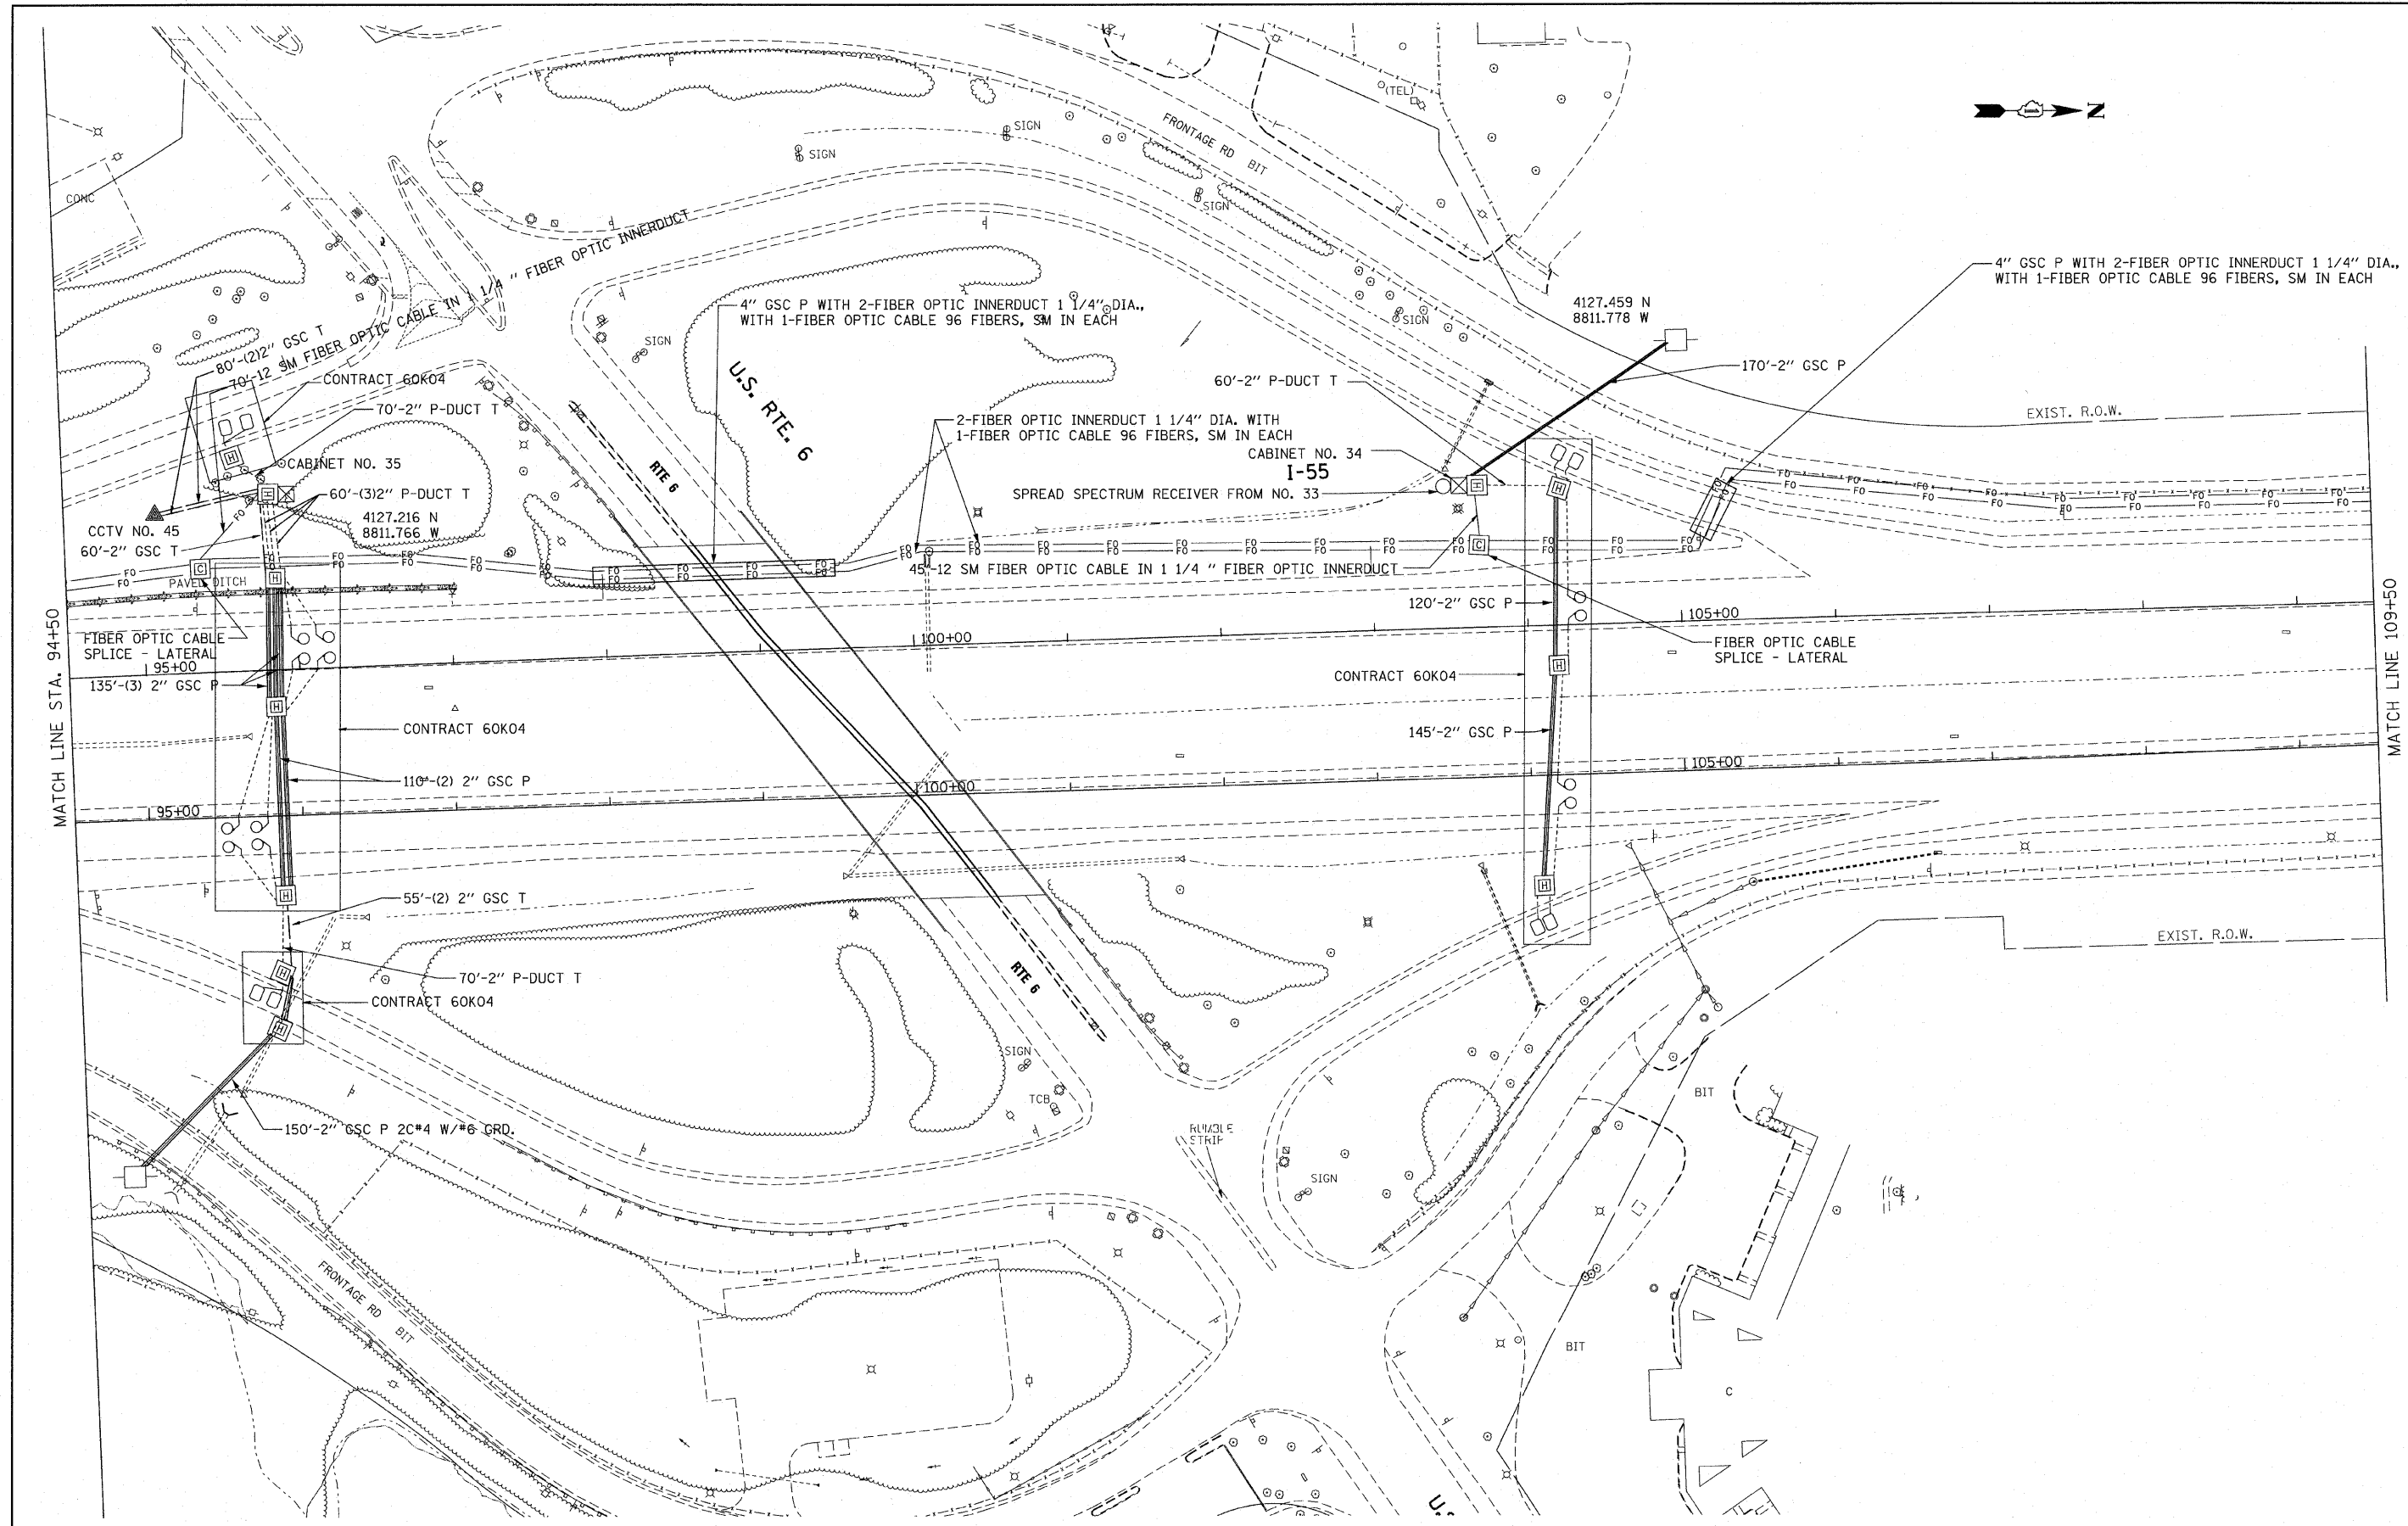 (TEL)
N
SIGN
SIGN
SIGN
FRONTAGE RD BIT
CONC
70'-12 SM FIBER OPTIC CABLE IN 1 1/4 " FIBER OPTIC INNERDUCT
80'-(2)2" GSC T
4" GSC P WITH 2-FIBER OPTIC INNERDUCT 1 1/4" DIA.,
WITH 1-FIBER OPTIC CABLE 96 FIBERS, SM IN EACH
4127.459 N
8811.778 W
4" GSC P WITH 2-FIBER OPTIC INNERDUCT 1 1/4" DIA.,
WITH 1-FIBER OPTIC CABLE 96 FIBERS, SM IN EACH
SIGN
SIGN
CONTRACT 60K04
70'-2" P-DUCT T
U.S. RTE. 6
60'-2" P-DUCT T
170'-2" GSC P
EXIST. R.O.W.
2-FIBER OPTIC INNERDUCT 1 1/4" DIA. WITH
1-FIBER OPTIC CABLE 96 FIBERS, SM IN EACH
CABINET NO. 34
I-55
SPREAD SPECTRUM RECEIVER FROM NO. 33
CABINET NO. 35
60'-(3)2" P-DUCT T
RTE 6
4127.216 N
8811.766 W
CCTV NO. 45
60'-2" GSC T
FO FO FO FO FO FO
PAVED DITCH
45'-12 SM FIBER OPTIC CABLE IN 1 1/4 " FIBER OPTIC INNERDUCT
H
H
C
C
120'-2" GSC P
105+00
100+00
FIBER OPTIC CABLE
SPLICE - LATERAL
95+00
135'-(3) 2" GSC P
FIBER OPTIC CABLE
SPLICE - LATERAL
CONTRACT 60K04
MATCH LINE STA. 94+50
MATCH LINE 109+50
CONTRACT 60K04
145'-2" GSC P
110'-(2) 2" GSC P
105+00
100+00
95+00
55'-(2) 2" GSC T
EXIST. R.O.W.
70'-2" P-DUCT T
CONTRACT 60K04
RTE 6
SIGN
TCB
BIT
150'-2" GSC P 2C#4 W/#6 GRD.
RUMBLE
STRIP
SIGN
FRONTAGE RD BIT
BIT
C